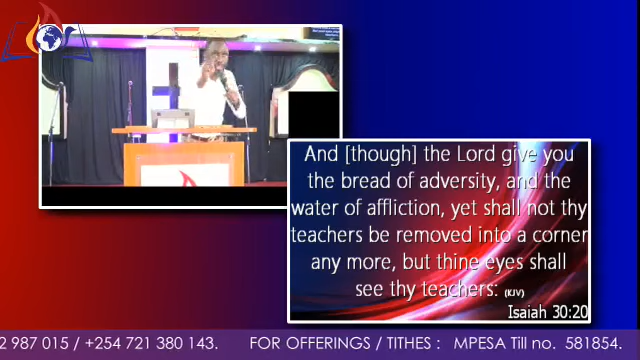 And [though] the Lord give you
the bread of adversity, and the
water of affliction, yet shall not thy
teachers be removed into a corner
any more, but thine eyes shall
see thy teachers: (KJV)
Isaiah 30:20
2 987 015 / +254 721 380 143. FOR OFFERINGS / TITHES : MPESA Till no. 581854.